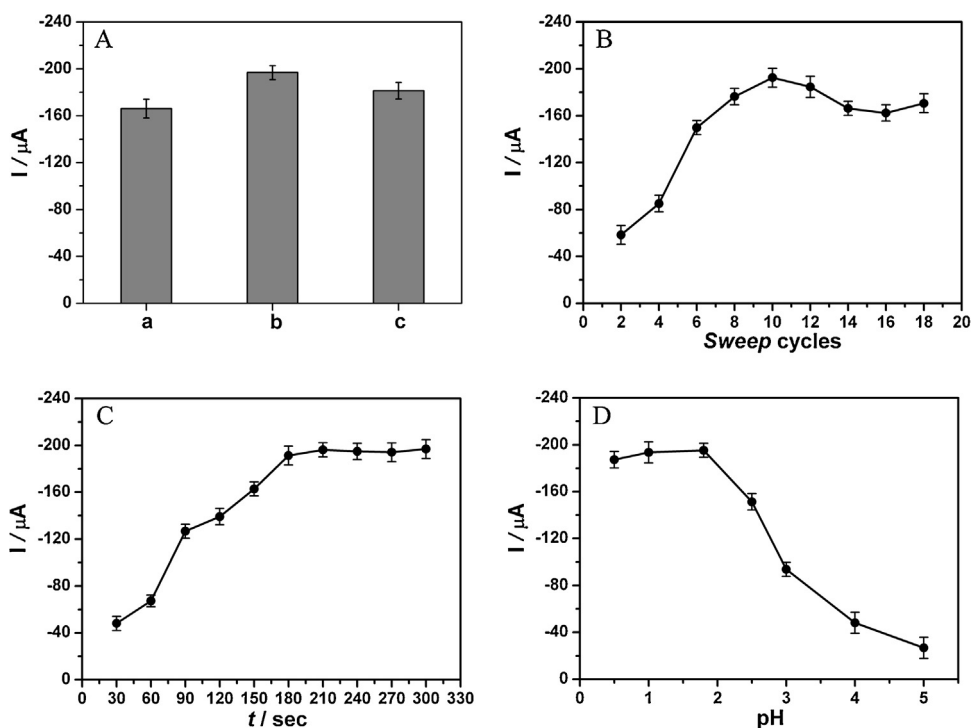 A
I / μA
-240
-200
-160
-120
-80
-40
0
a b c
B
I / μA
-240
-200
-160
-120
-80
-40
0
0 2 4 6 8 10 12 14 16 18 20
Sweep cycles
C
I / μA
-240
-200
-160
-120
-80
-40
0
0 30 60 90 120 150 180 210 240 270 300 330
t / sec
D
I / μA
-240
-200
-160
-120
-80
-40
0
0 1 2 3 4 5
pH